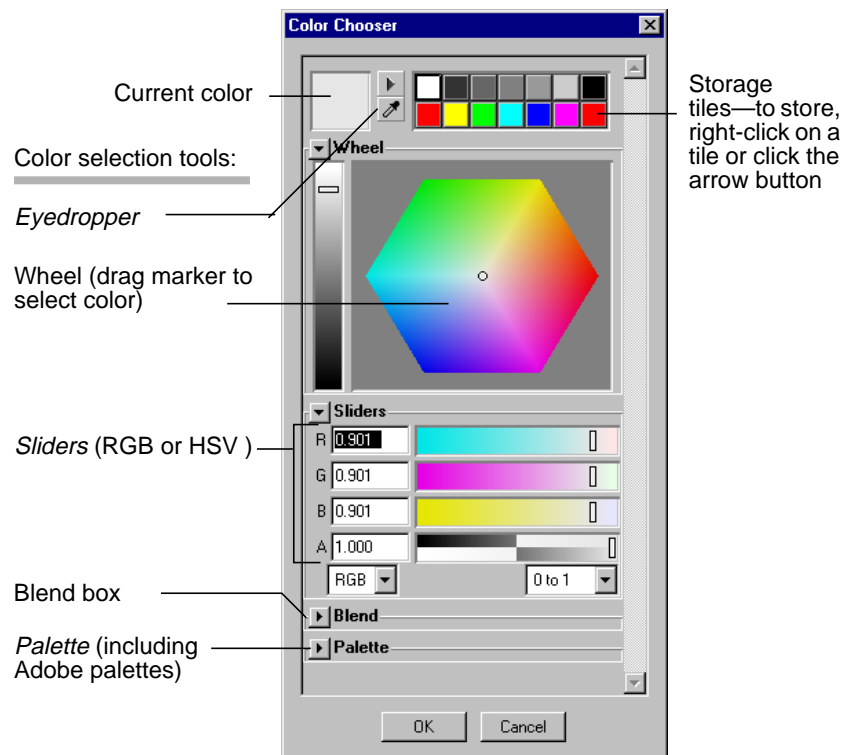 Color Chooser
Current color
Storage
tiles—to store,
right-click on a
tile or click the
arrow button
Color selection tools:
Wheel
Eyedropper
Wheel (drag marker to
select color)
Sliders
Sliders (RGB or HSV )
R 0.901
G 0.901
B 0.901
A 1.000
RGB
0 to 1
Blend box
Blend
Palette (including
Adobe palettes)
Palette
OK
Cancel